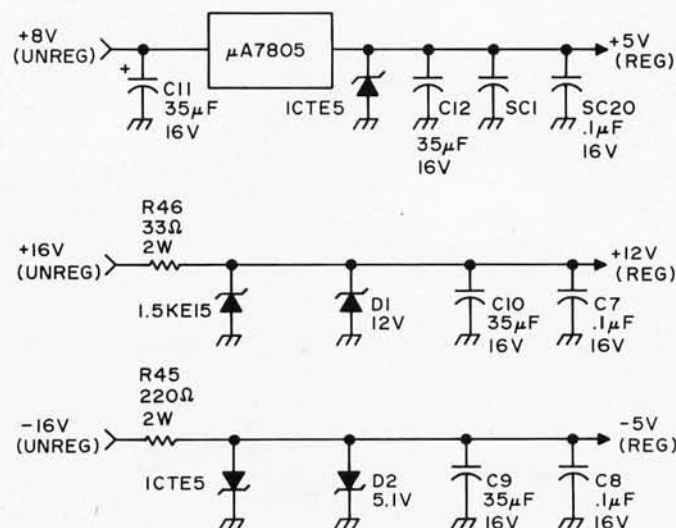 +8V
(UNREG)
+
C11
35µF
16V
µA7805
ICTE5
C12
35µF
16V
SC1
SC20
.1µF
16V
+5V
(REG)
R46
33Ω
2W
+16V
(UNREG)
1.5KE15
D1
12V
C10
35µF
16V
C7
.1µF
16V
+12V
(REG)
R45
220Ω
2W
-16V
(UNREG)
ICTE5
D2
5.1V
C9
35µF
16V
C8
.1µF
16V
-5V
(REG)